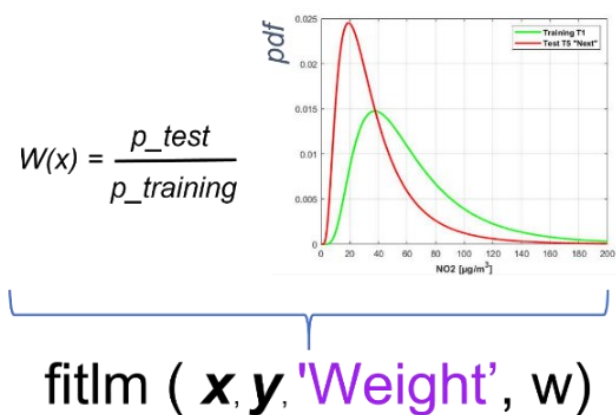 W(x) = p_test
p_training
pdf
0.025
0.02
0.015
0.01
0.005
0
0 20 40 60 80 100 120 140 160 180 200
NO2 [µg/m³]
Training T1
Test T5 "Next"
fitlm ( x, y, 'Weight’, w)